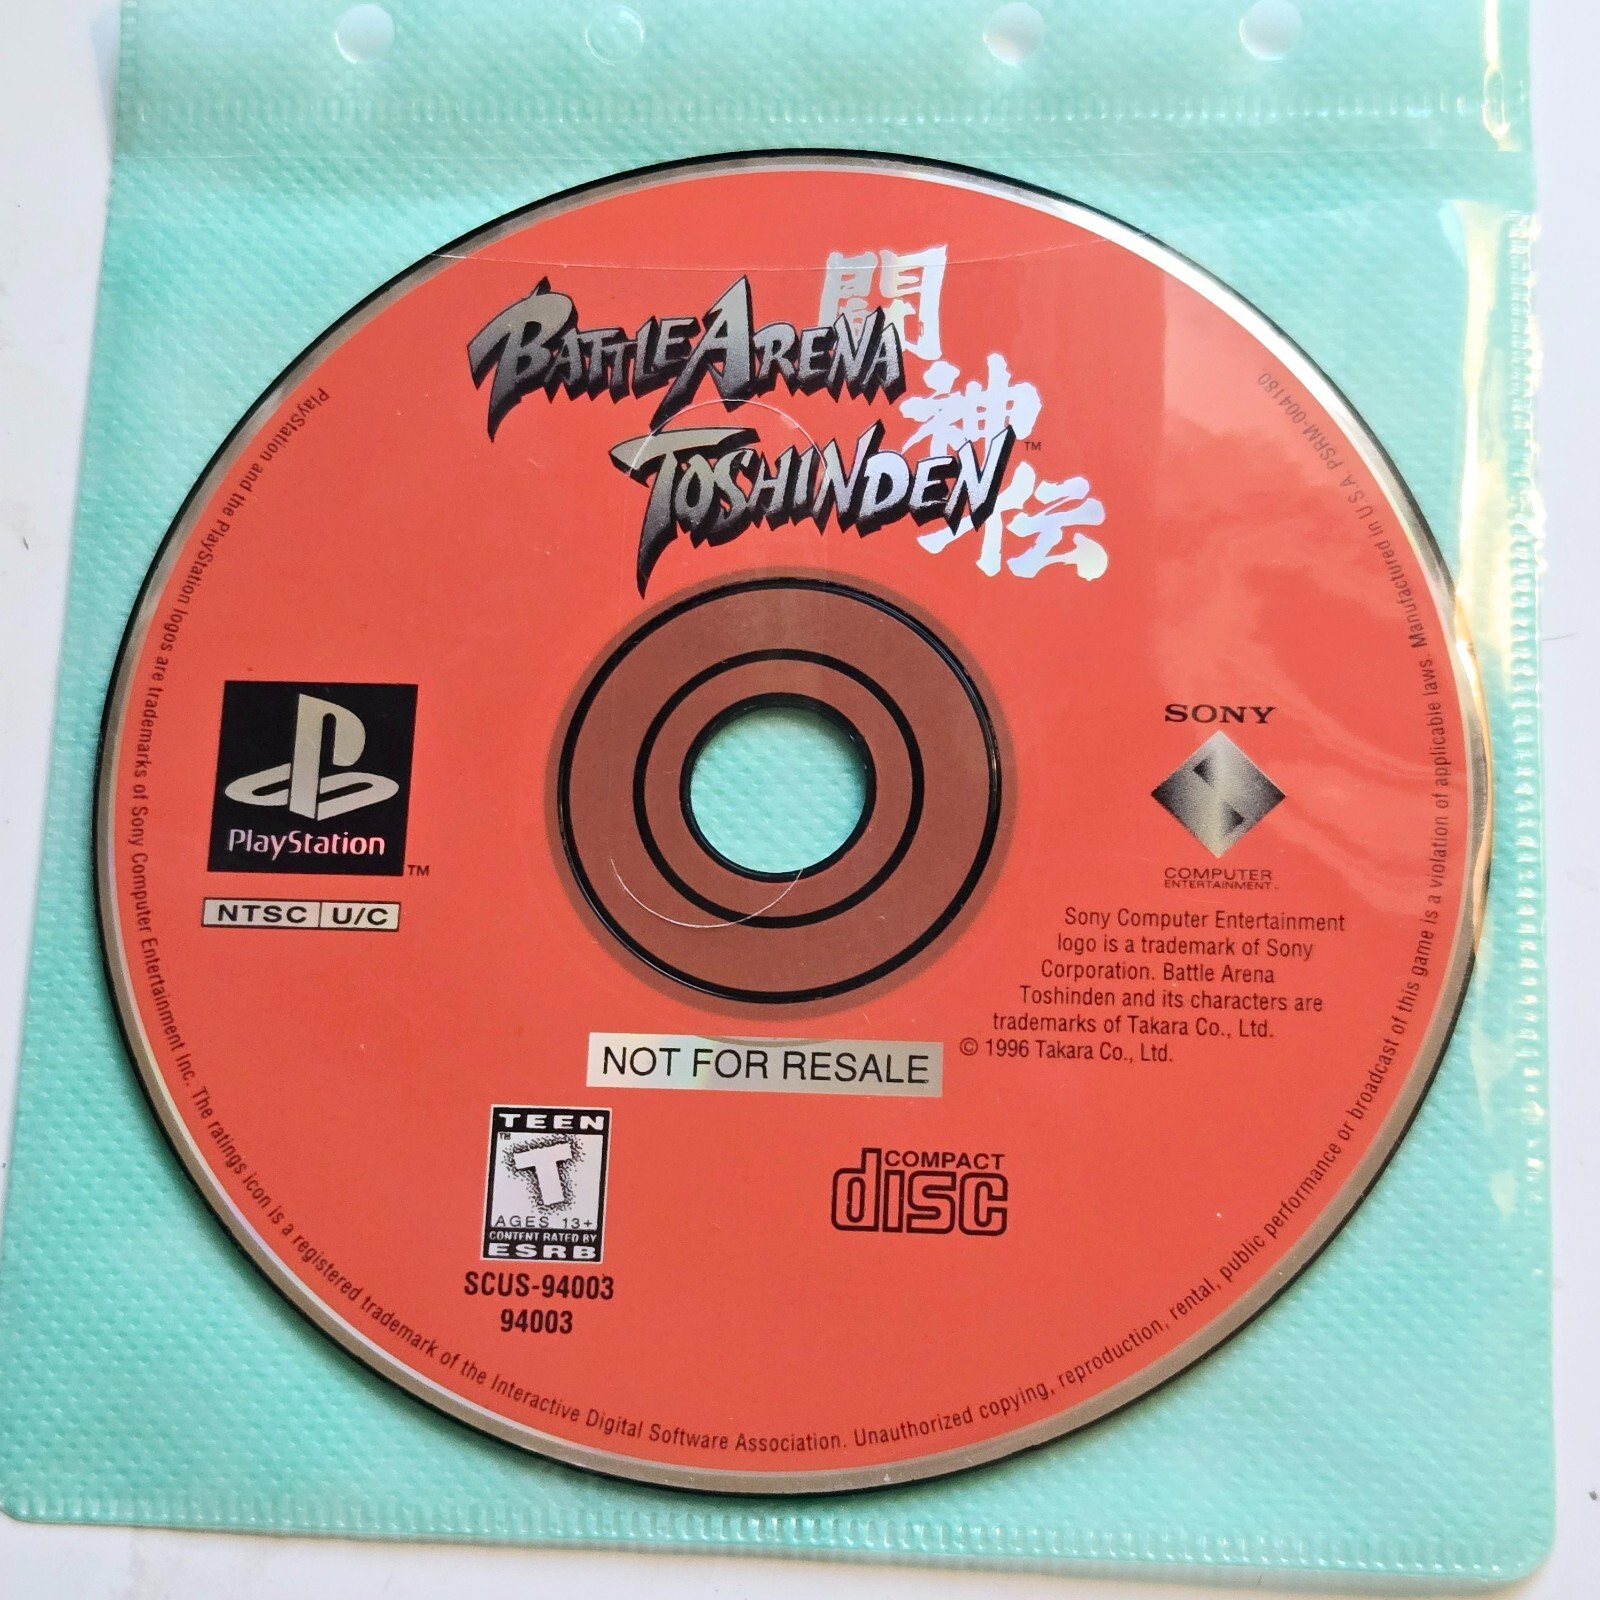 BATTLE ARENA
TOSHINDEN™
闘神伝
PlayStation™
NTSC U/C
SONY
COMPUTER
ENTERTAINMENT™
Sony Computer Entertainment
logo is a trademark of Sony
Corporation. Battle Arena
Toshinden and its characters are
trademarks of Takara Co., Ltd.
© 1996 Takara Co., Ltd.
NOT FOR RESALE
TEEN
T™
AGES 13+
CONTENT RATED BY
ESRB
SCUS-94003
94003
COMPACT
disc
PlayStation and the PlayStation logos are trademarks of Sony Computer Entertainment Inc. The ratings icon is a registered trademark of the Interactive Digital Software Association. Unauthorized copying, reproduction, rental, public performance or broadcast of this game is a violation of applicable laws. Manufactured in U.S.A. PSRM-004180.